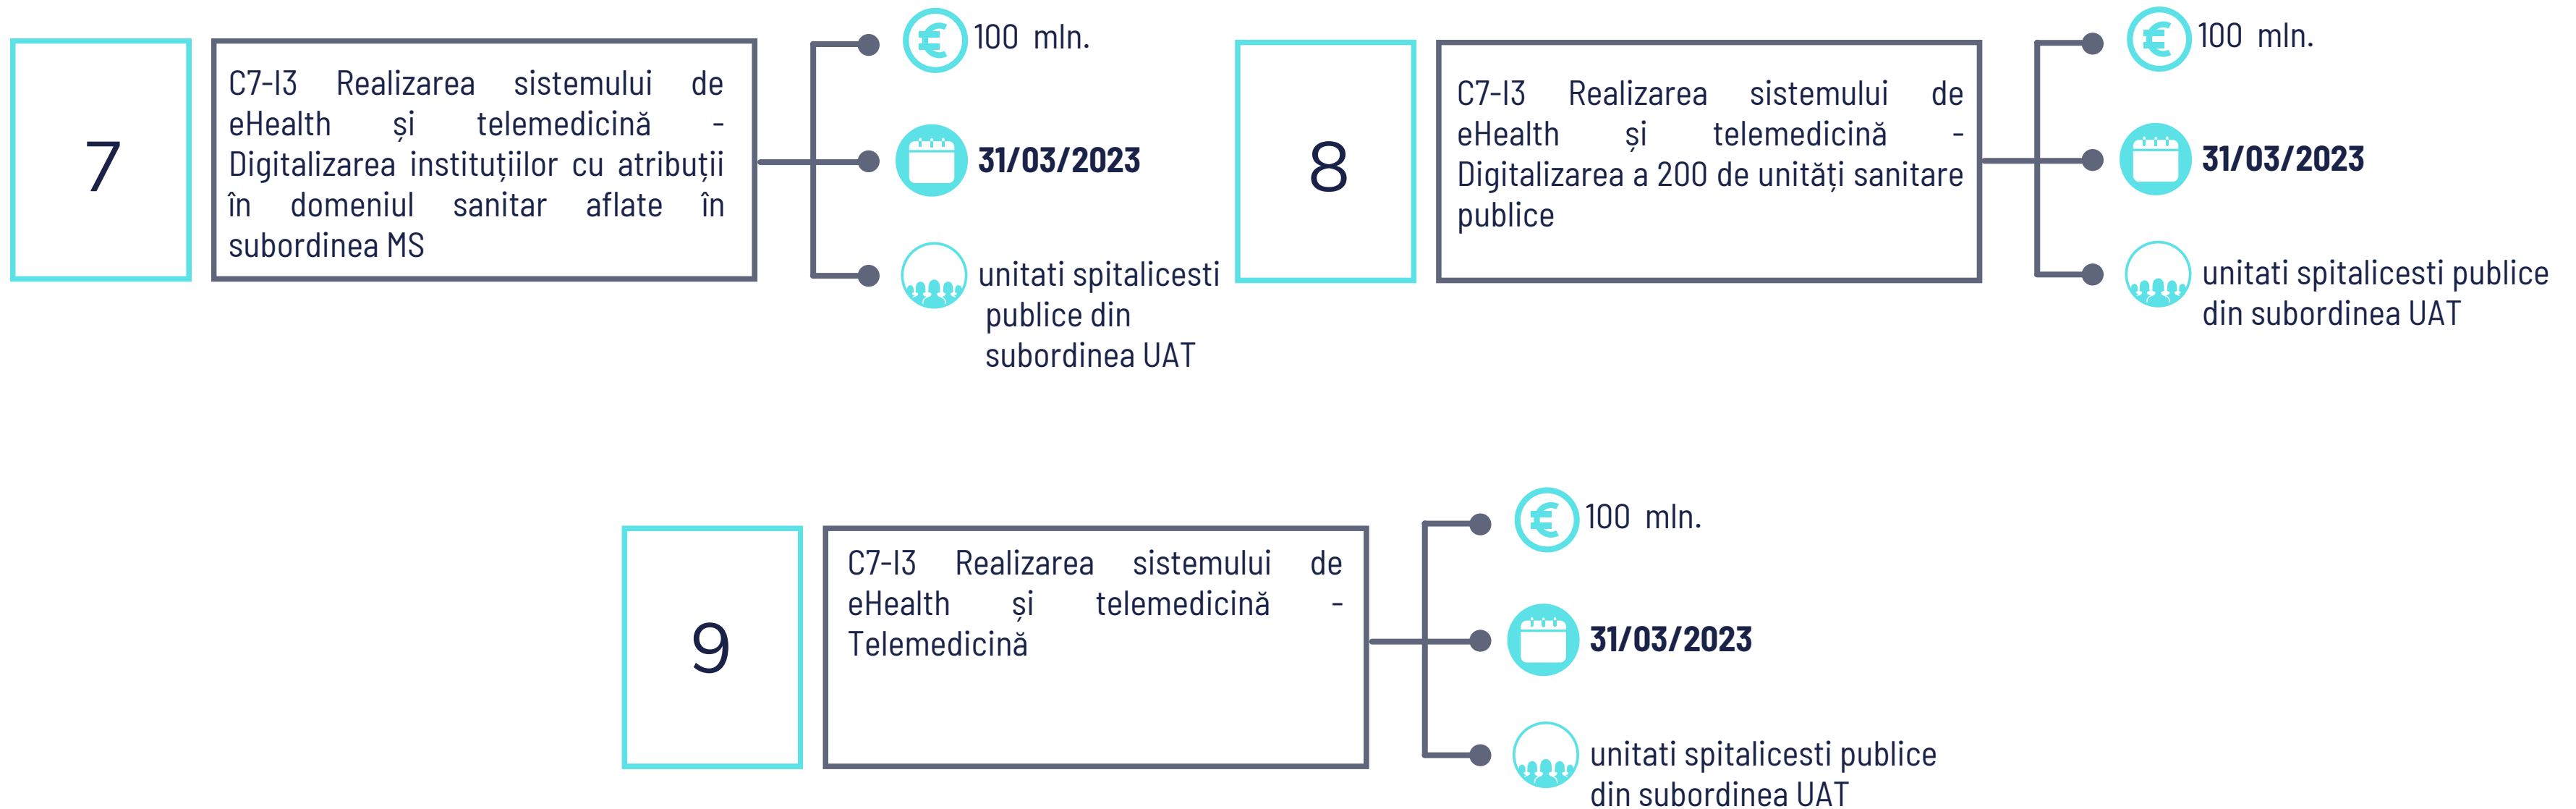 7
C7-I3 Realizarea sistemului de
eHealth și telemedicină -
Digitalizarea instituțiilor cu atribuții
în domeniul sanitar aflate în
subordinea MS
€ 100 mln.
31/03/2023
unitati spitalicesti
publice din
subordinea UAT
8
C7-I3 Realizarea sistemului de
eHealth și telemedicină -
Digitalizarea a 200 de unități sanitare
publice
€ 100 mln.
31/03/2023
unitati spitalicesti publice
din subordinea UAT
9
C7-I3 Realizarea sistemului de
eHealth și telemedicină -
Telemedicină
€ 100 mln.
31/03/2023
unitati spitalicesti publice
din subordinea UAT